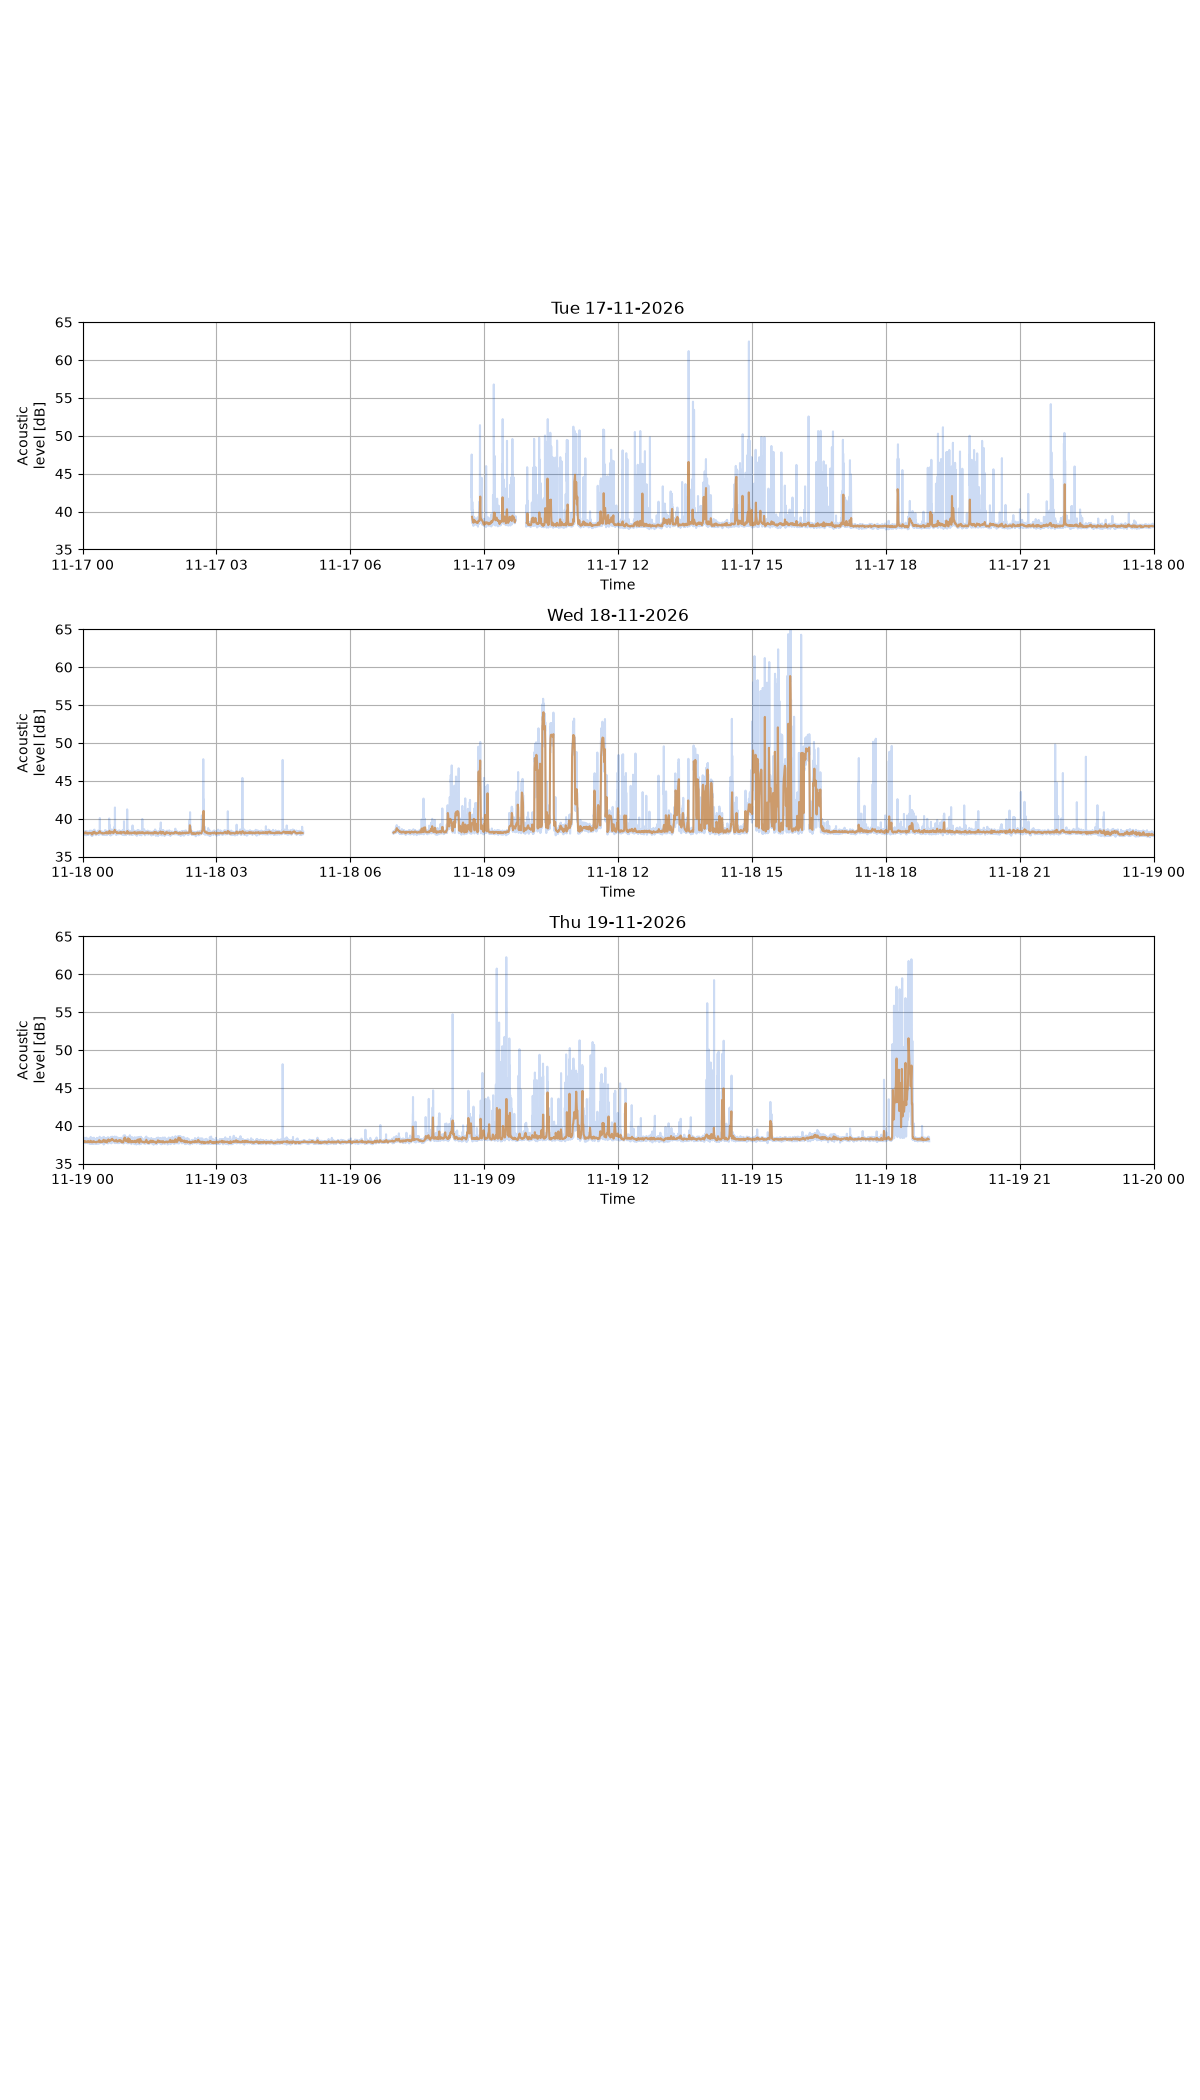 Tue 17-11-2026
65
60
55
50
45
40
35
Acoustic
level [dB]
11-17 00 11-17 03 11-17 06 11-17 09 11-17 12 11-17 15 11-17 18 11-17 21 11-18 00
Time
Wed 18-11-2026
65
60
55
50
45
40
35
Acoustic
level [dB]
11-18 00 11-18 03 11-18 06 11-18 09 11-18 12 11-18 15 11-18 18 11-18 21 11-19 00
Time
Thu 19-11-2026
65
60
55
50
45
40
35
Acoustic
level [dB]
11-19 00 11-19 03 11-19 06 11-19 09 11-19 12 11-19 15 11-19 18 11-19 21 11-20 00
Time